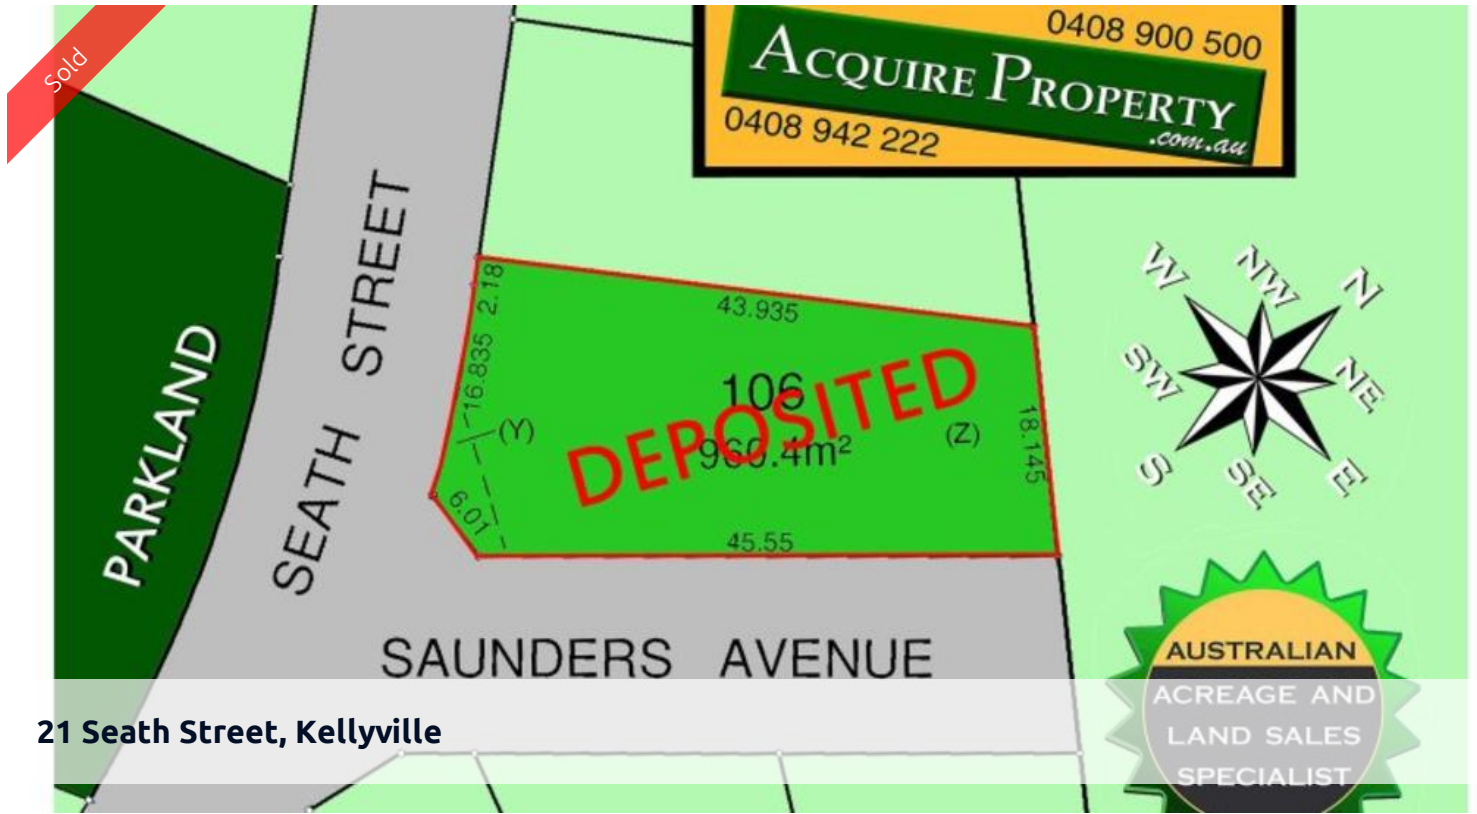 Sold
0408 900 500
ACQUIRE PROPERTY
.com.au
0408 942 222
PARKLAND
SEATH STREET
2.18
43.935
16.835
(Y)
106
960.4m²
DEPOSITED
(Z)
18.145
6.01
45.55
W
NW
N
SW
NE
S
SE
E
SAUNDERS AVENUE
21 Seath Street, Kellyville
AUSTRALIAN
ACREAGE AND
LAND SALES
SPECIALIST